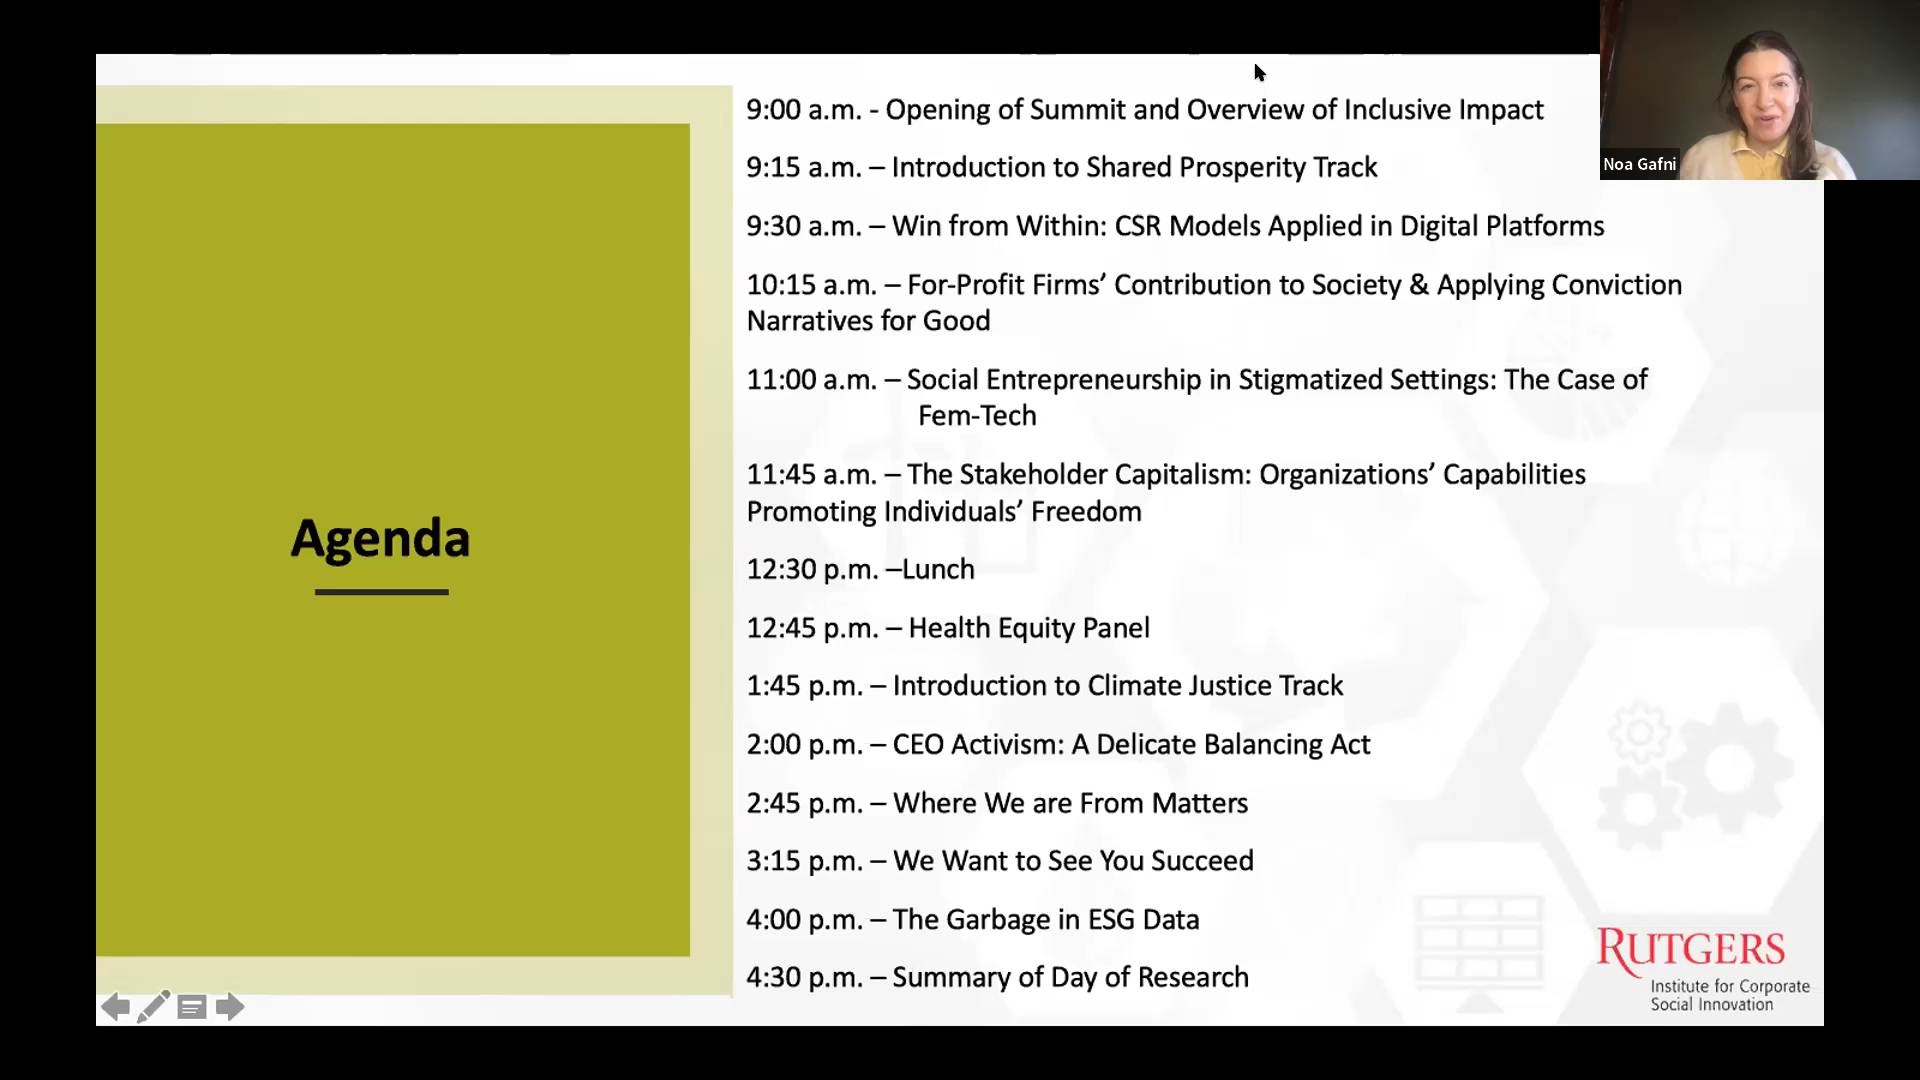 Noa Gafni
9:00 a.m. - Opening of Summit and Overview of Inclusive Impact
9:15 a.m. – Introduction to Shared Prosperity Track
9:30 a.m. – Win from Within: CSR Models Applied in Digital Platforms
10:15 a.m. – For-Profit Firms’ Contribution to Society & Applying Conviction
Narratives for Good
11:00 a.m. – Social Entrepreneurship in Stigmatized Settings: The Case of
Fem-Tech
11:45 a.m. – The Stakeholder Capitalism: Organizations’ Capabilities
Promoting Individuals’ Freedom
Agenda
12:30 p.m. –Lunch
12:45 p.m. – Health Equity Panel
1:45 p.m. – Introduction to Climate Justice Track
2:00 p.m. – CEO Activism: A Delicate Balancing Act
2:45 p.m. – Where We are From Matters
3:15 p.m. – We Want to See You Succeed
4:00 p.m. – The Garbage in ESG Data
4:30 p.m. – Summary of Day of Research
RUTGERS
Institute for Corporate
Social Innovation